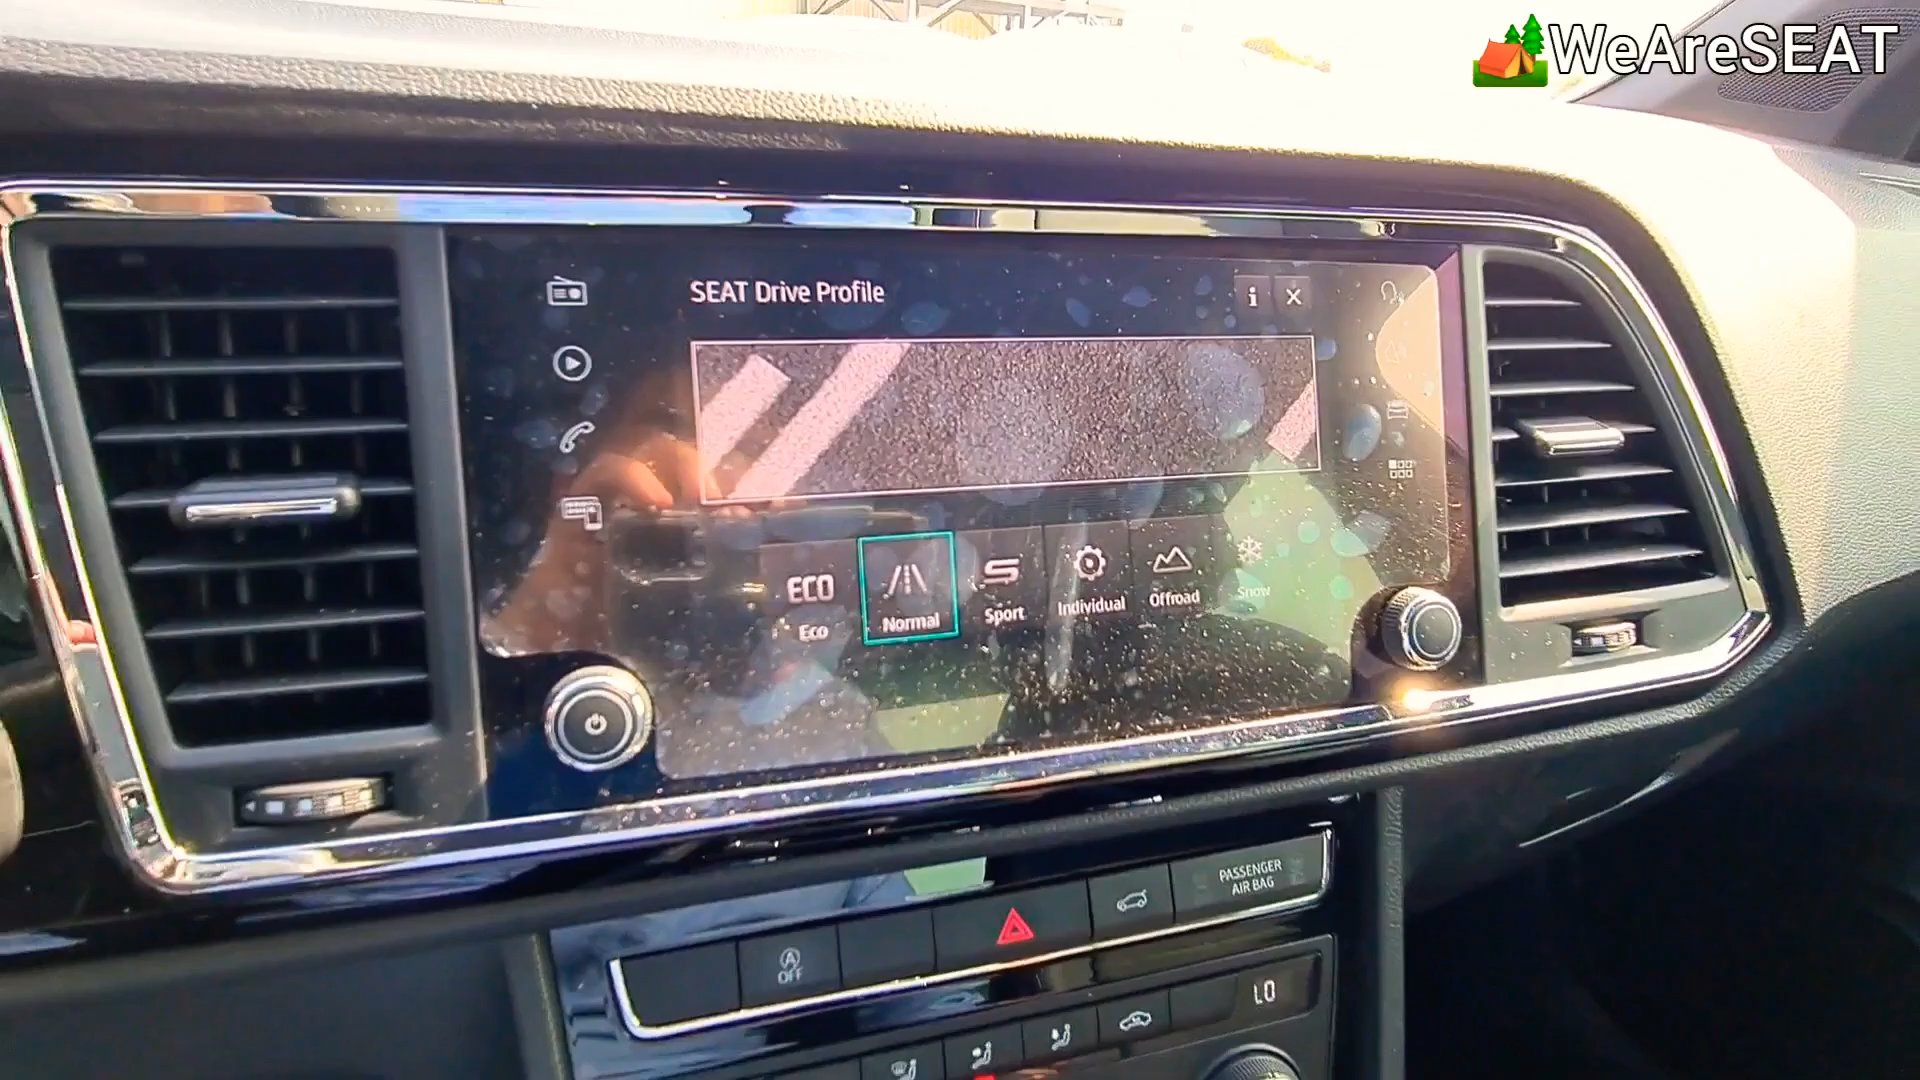 WeAreSEAT
SEAT Drive Profile
i
ECO
Eco
Normal
Sport
Individual
Offroad
Snow
PASSENGER
AIR BAG
A
OFF
LO